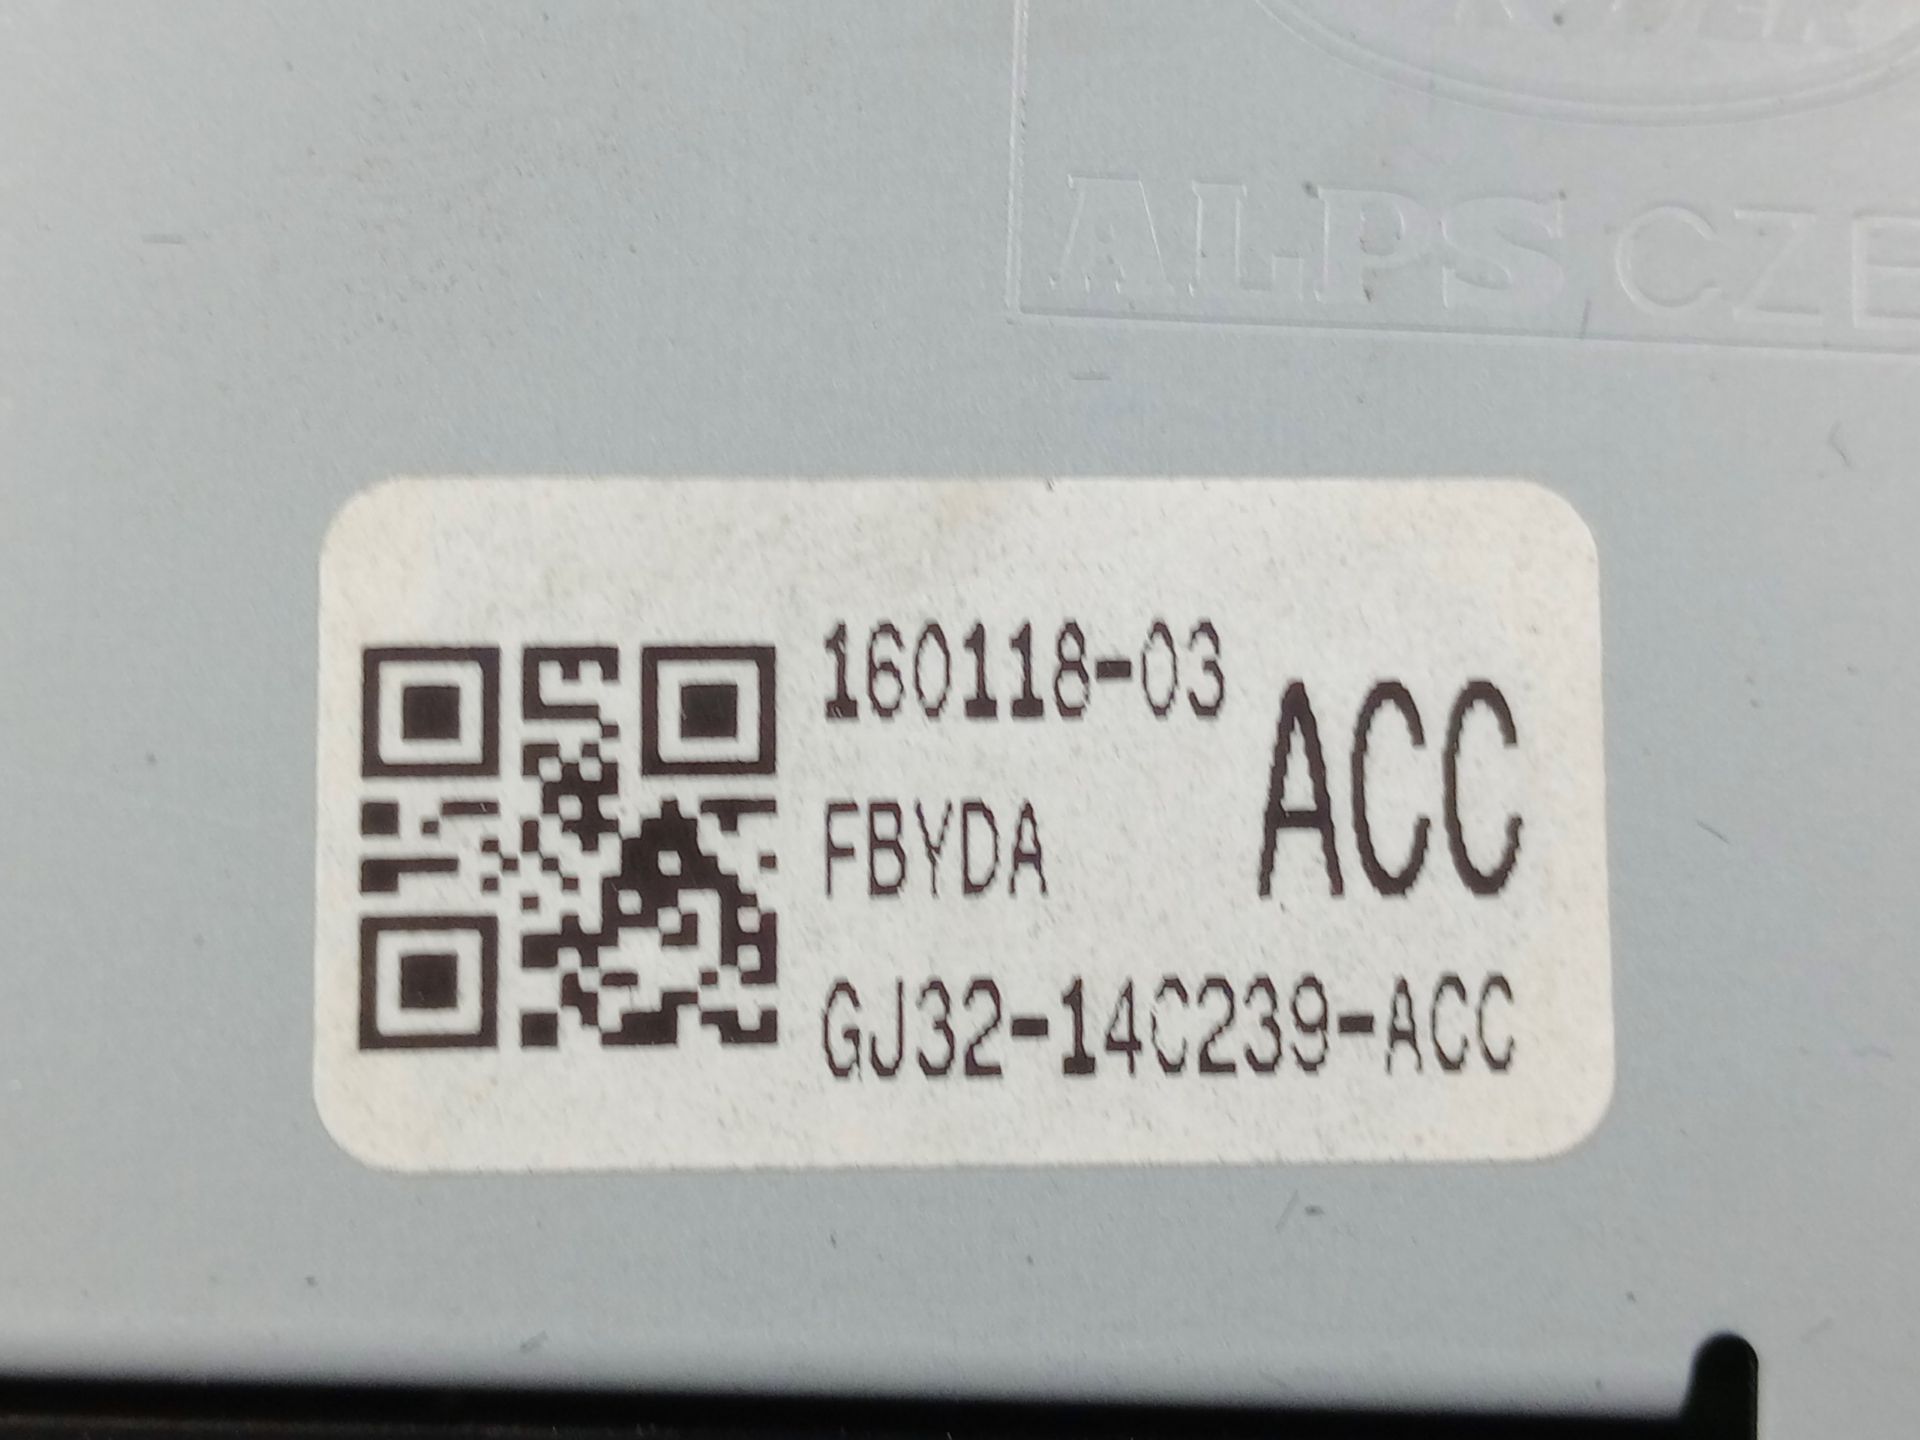 ALPS CZE
160118-03
ACC
FBYDA
GJ32-14C239-ACC